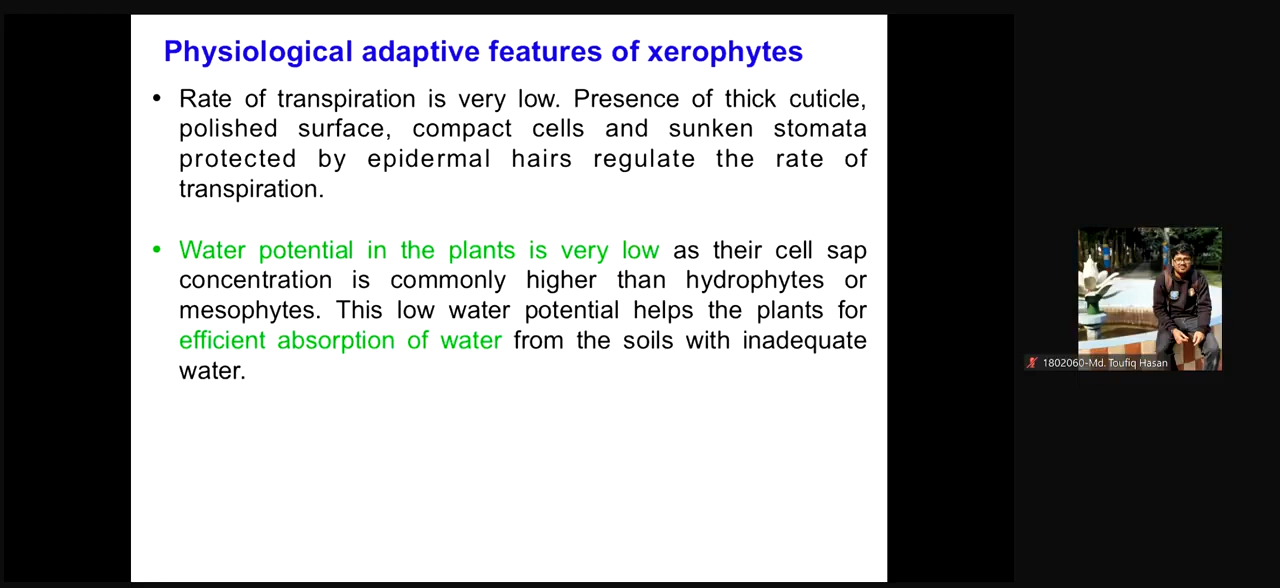 Physiological adaptive features of xerophytes
• Rate of transpiration is very low. Presence of thick cuticle,
polished surface, compact cells and sunken stomata
protected by epidermal hairs regulate the rate of
transpiration.
• Water potential in the plants is very low as their cell sap
concentration is commonly higher than hydrophytes or
mesophytes. This low water potential helps the plants for
efficient absorption of water from the soils with inadequate
water.
1802060-Md. Toufiq Hasan